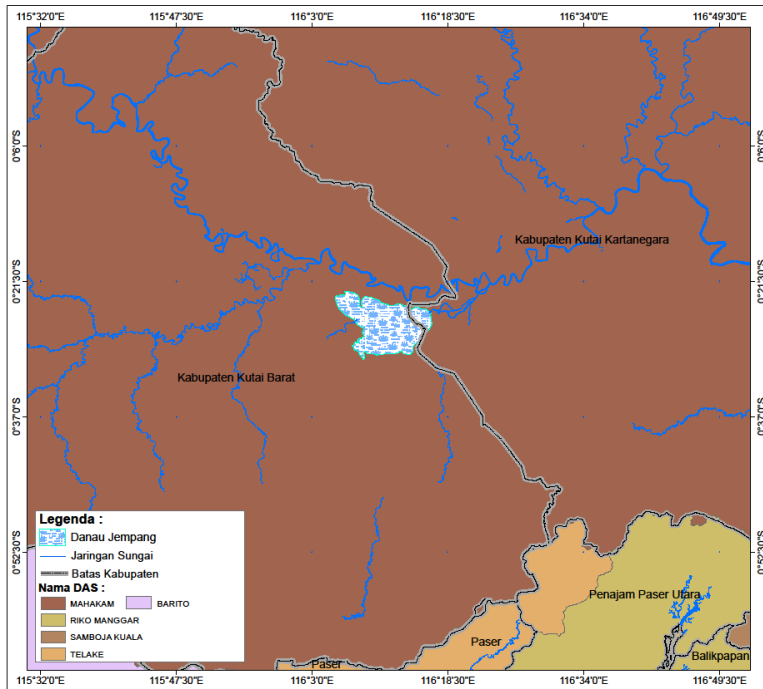 115°32'0"E 115°47'30"E 116°3'0"E 116°18'30"E 116°34'0"E 116°49'30"E
0°6'0"S 0°6'0"S
Kabupaten Kutai Kartanegara
0°21'30"S 0°21'30"S
Kabupaten Kutai Barat
0°37'0"S 0°37'0"S
Legenda :
Danau Jempang
Jaringan Sungai
Batas Kabupaten
Nama DAS :
MAHAKAM BARITO
RIKO MANGGAR
SAMBOJA KUALA
TELAKE
0°52'30"S 0°52'30"S
Penajam Paser Utara
Paser
Balikpapan
Paser
115°32'0"E 115°47'30"E 116°3'0"E 116°18'30"E 116°34'0"E 116°49'30"E